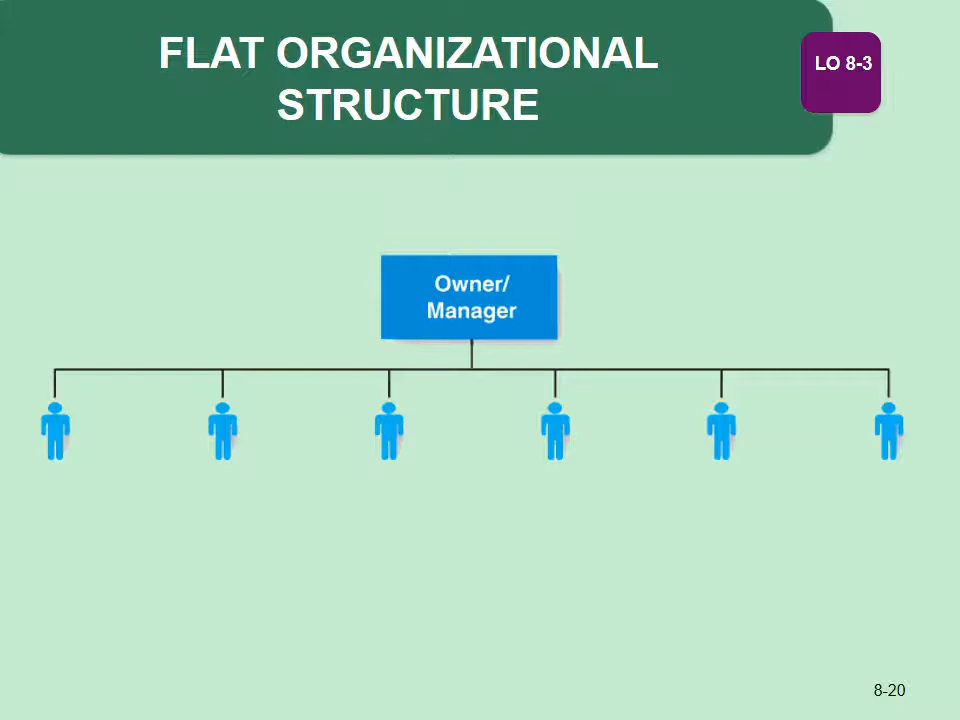 FLAT ORGANIZATIONAL
STRUCTURE
LO 8-3
Owner/
Manager
8-20